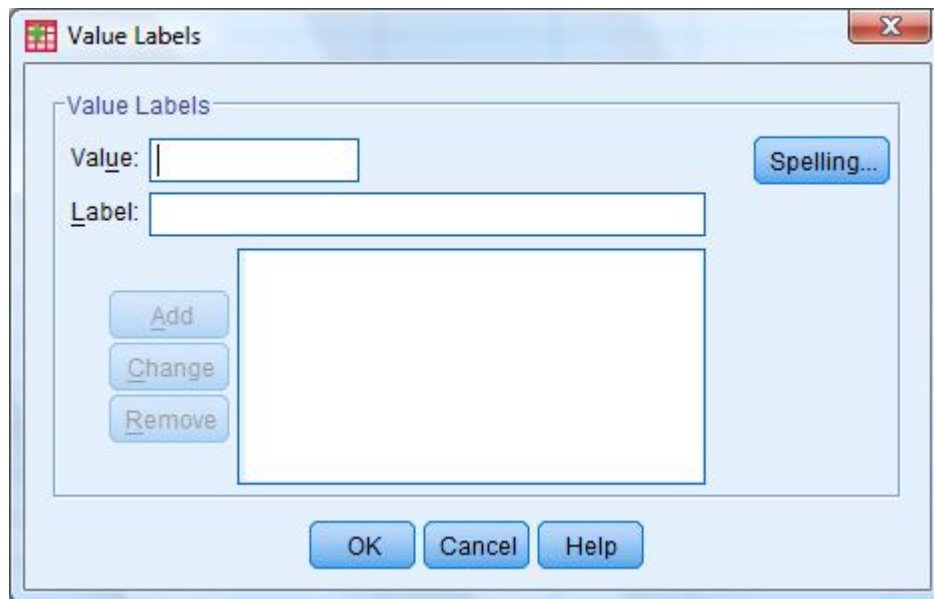 Value Labels
Value Labels
Value:
Spelling...
Label:
Add
Change
Remove
OK Cancel Help